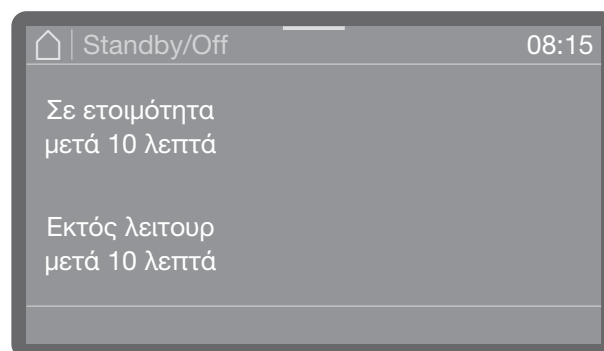 Standby/Off 08:15
Σε ετοιμότητα
μετά 10 λεπτά
Εκτός λειτουρ
μετά 10 λεπτά